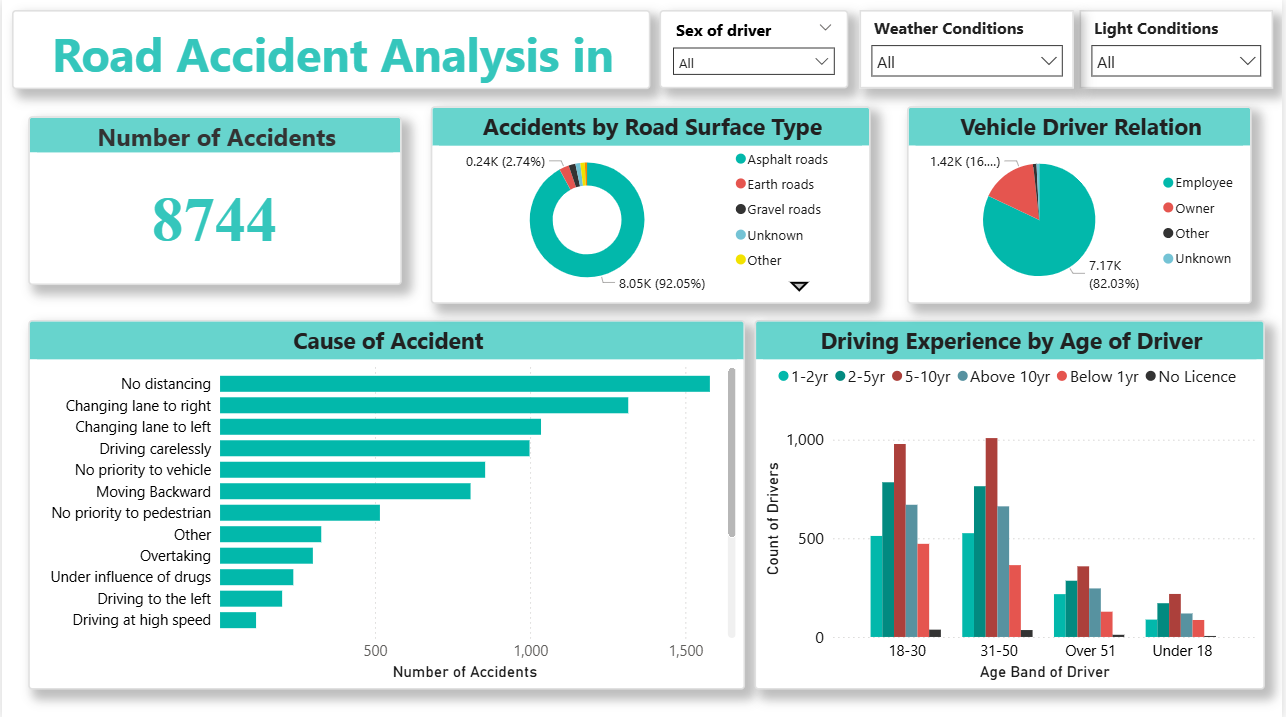 Road Accident Analysis in
Sex of driver
All
Weather Conditions
All
Light Conditions
All
Number of Accidents
8744
Accidents by Road Surface Type
0.24K (2.74%)
8.05K (92.05%)
Asphalt roads
Earth roads
Gravel roads
Unknown
Other
Vehicle Driver Relation
1.42K (16....)
7.17K
(82.03%)
Employee
Owner
Other
Unknown
Cause of Accident
No distancing
Changing lane to right
Changing lane to left
Driving carelessly
No priority to vehicle
Moving Backward
No priority to pedestrian
Other
Overtaking
Under influence of drugs
Driving to the left
Driving at high speed
500 1,000 1,500
Number of Accidents
Driving Experience by Age of Driver
1-2yr 2-5yr 5-10yr Above 10yr Below 1yr No Licence
1,000
500
0
Count of Drivers
18-30 31-50 Over 51 Under 18
Age Band of Driver